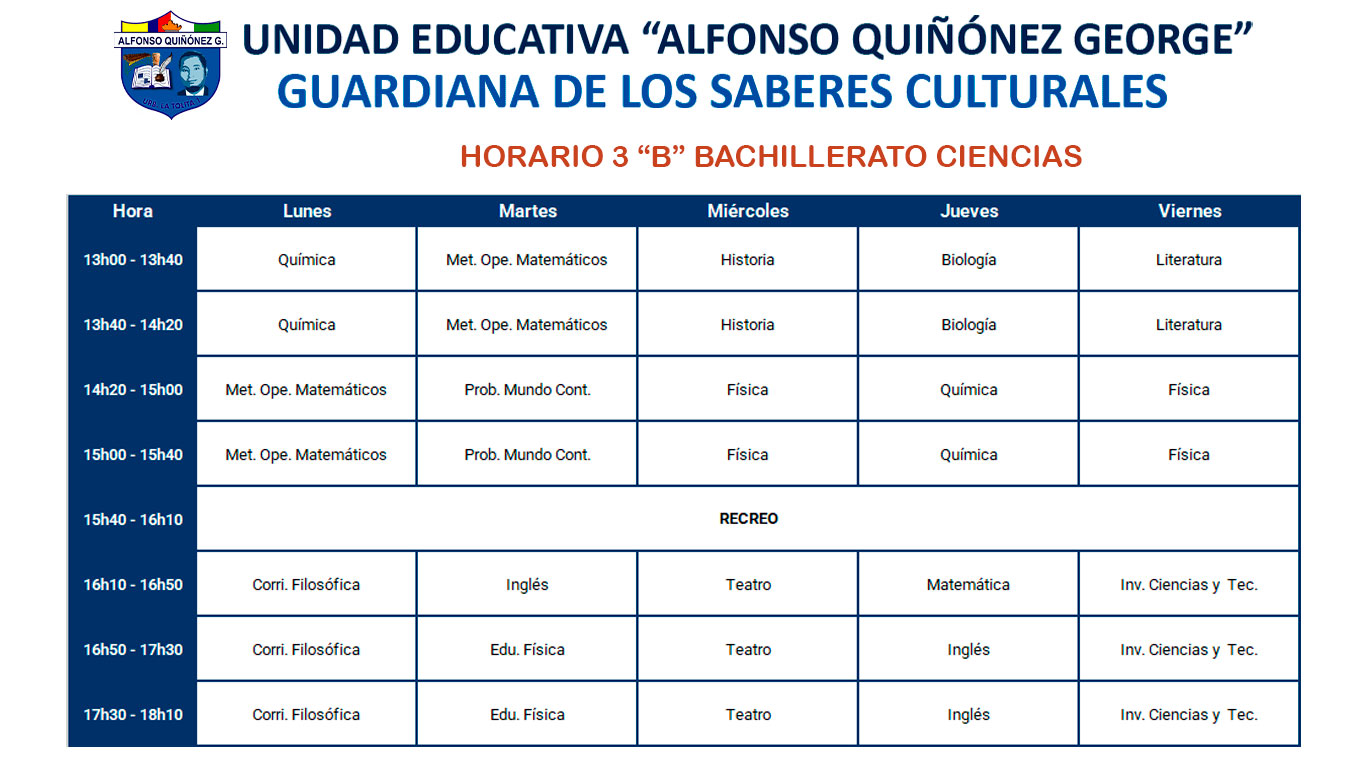 ALFONSO QUIÑÓNEZ G.
URB. LA TOLITA 1
UNIDAD EDUCATIVA “ALFONSO QUIÑÓNEZ GEORGE”
GUARDIANA DE LOS SABERES CULTURALES
HORARIO 3 “B” BACHILLERATO CIENCIAS
Hora Lunes Martes Miércoles Jueves Viernes
13h00 - 13h40 Química Met. Ope. Matemáticos Historia Biología Literatura
13h40 - 14h20 Química Met. Ope. Matemáticos Historia Biología Literatura
14h20 - 15h00 Met. Ope. Matemáticos Prob. Mundo Cont. Física Química Física
15h00 - 15h40 Met. Ope. Matemáticos Prob. Mundo Cont. Física Química Física
15h40 - 16h10 RECREO
16h10 - 16h50 Corri. Filosófica Inglés Teatro Matemática Inv. Ciencias y Tec.
16h50 - 17h30 Corri. Filosófica Edu. Física Teatro Inglés Inv. Ciencias y Tec.
17h30 - 18h10 Corri. Filosófica Edu. Física Teatro Inglés Inv. Ciencias y Tec.